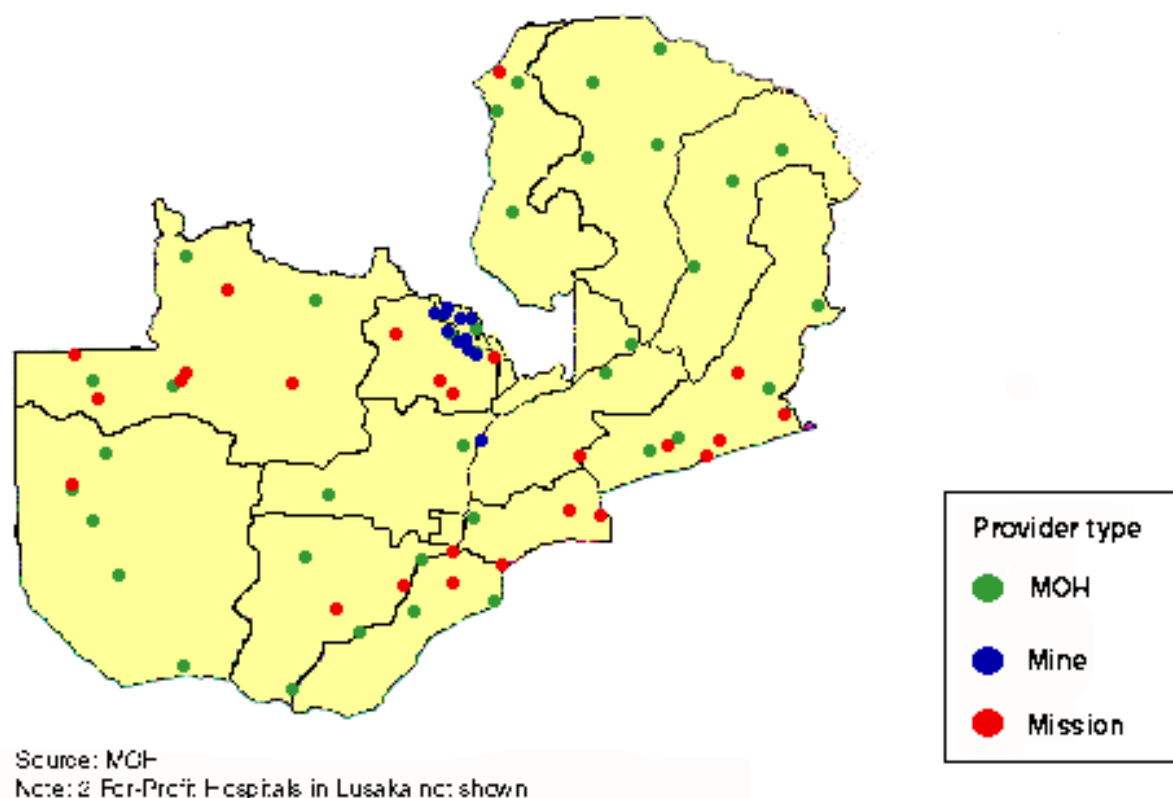 Provider type
MOH
Mine
Mission
Source: MOH
Note: 2 For-Profit Hospitals in Lusaka not shown